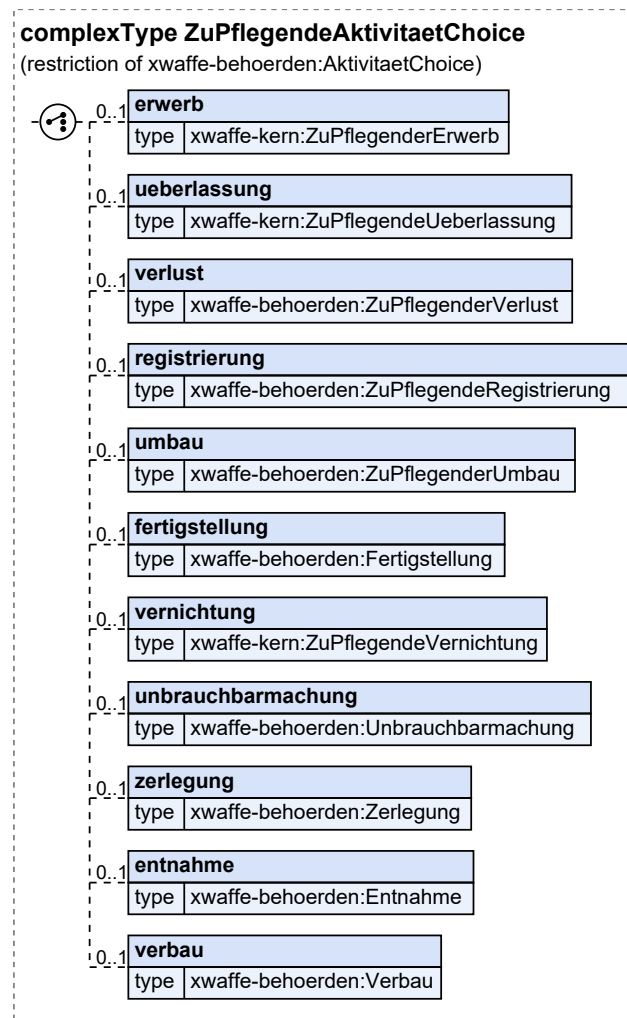 complexType ZuPflegendeAktivitaetChoice
(restriction of xwaffe-behoerden:AktivitaetChoice)
0..1 erwerb
type xwaffe-kern:ZuPflegenderErwerb
0..1 ueberlassung
type xwaffe-kern:ZuPflegendeUeberlassung
0..1 verlust
type xwaffe-behoerden:ZuPflegenderVerlust
0..1 registrierung
type xwaffe-behoerden:ZuPflegendeRegistrierung
0..1 umbau
type xwaffe-behoerden:ZuPflegenderUmbau
0..1 fertigstellung
type xwaffe-behoerden:Fertigstellung
0..1 vernichtung
type xwaffe-kern:ZuPflegendeVernichtung
0..1 unbrauchbarmachung
type xwaffe-behoerden:Unbrauchbarmachung
0..1 zerlegung
type xwaffe-behoerden:Zerlegung
0..1 entnahme
type xwaffe-behoerden:Entnahme
0..1 verbau
type xwaffe-behoerden:Verbau